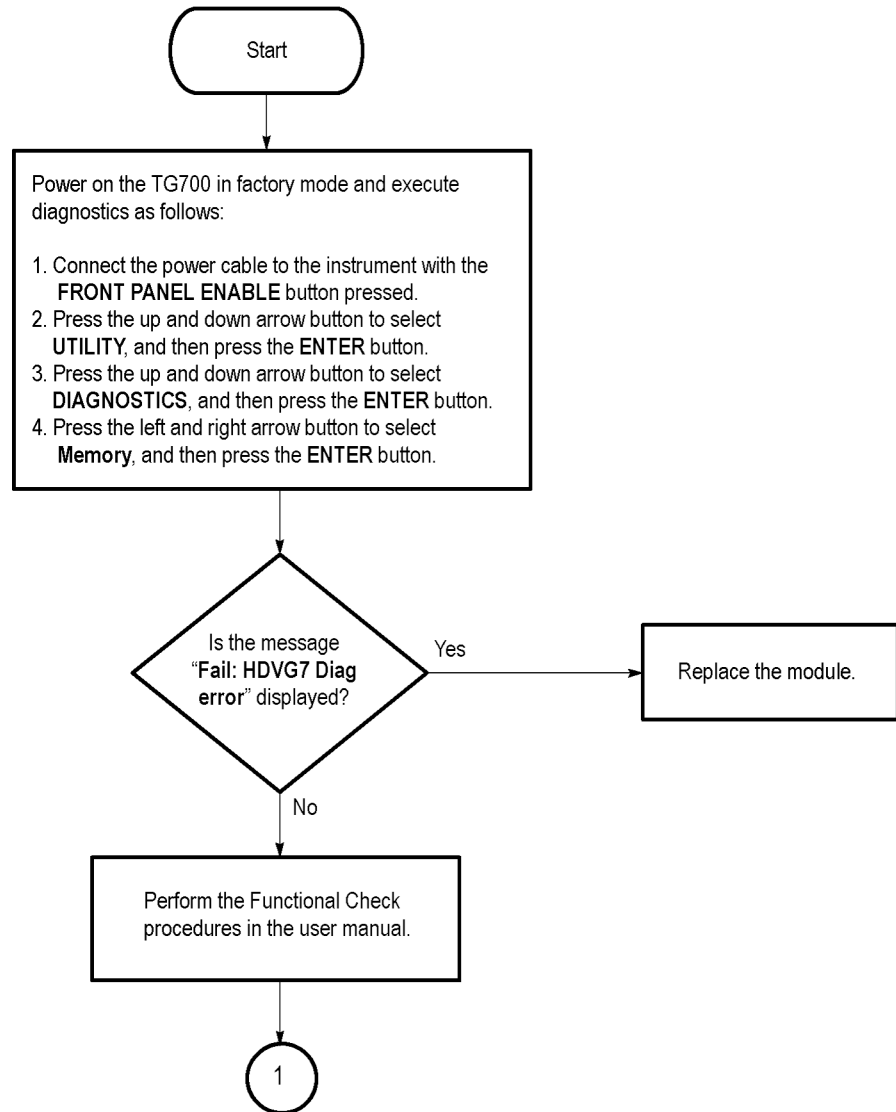 Start
Power on the TG700 in factory mode and execute
diagnostics as follows:
1. Connect the power cable to the instrument with the
FRONT PANEL ENABLE button pressed.
2. Press the up and down arrow button to select
UTILITY, and then press the ENTER button.
3. Press the up and down arrow button to select
DIAGNOSTICS, and then press the ENTER button.
4. Press the left and right arrow button to select
Memory, and then press the ENTER button.
Is the message
“Fail: HDVG7 Diag
error” displayed?
Yes
Replace the module.
No
Perform the Functional Check
procedures in the user manual.
1